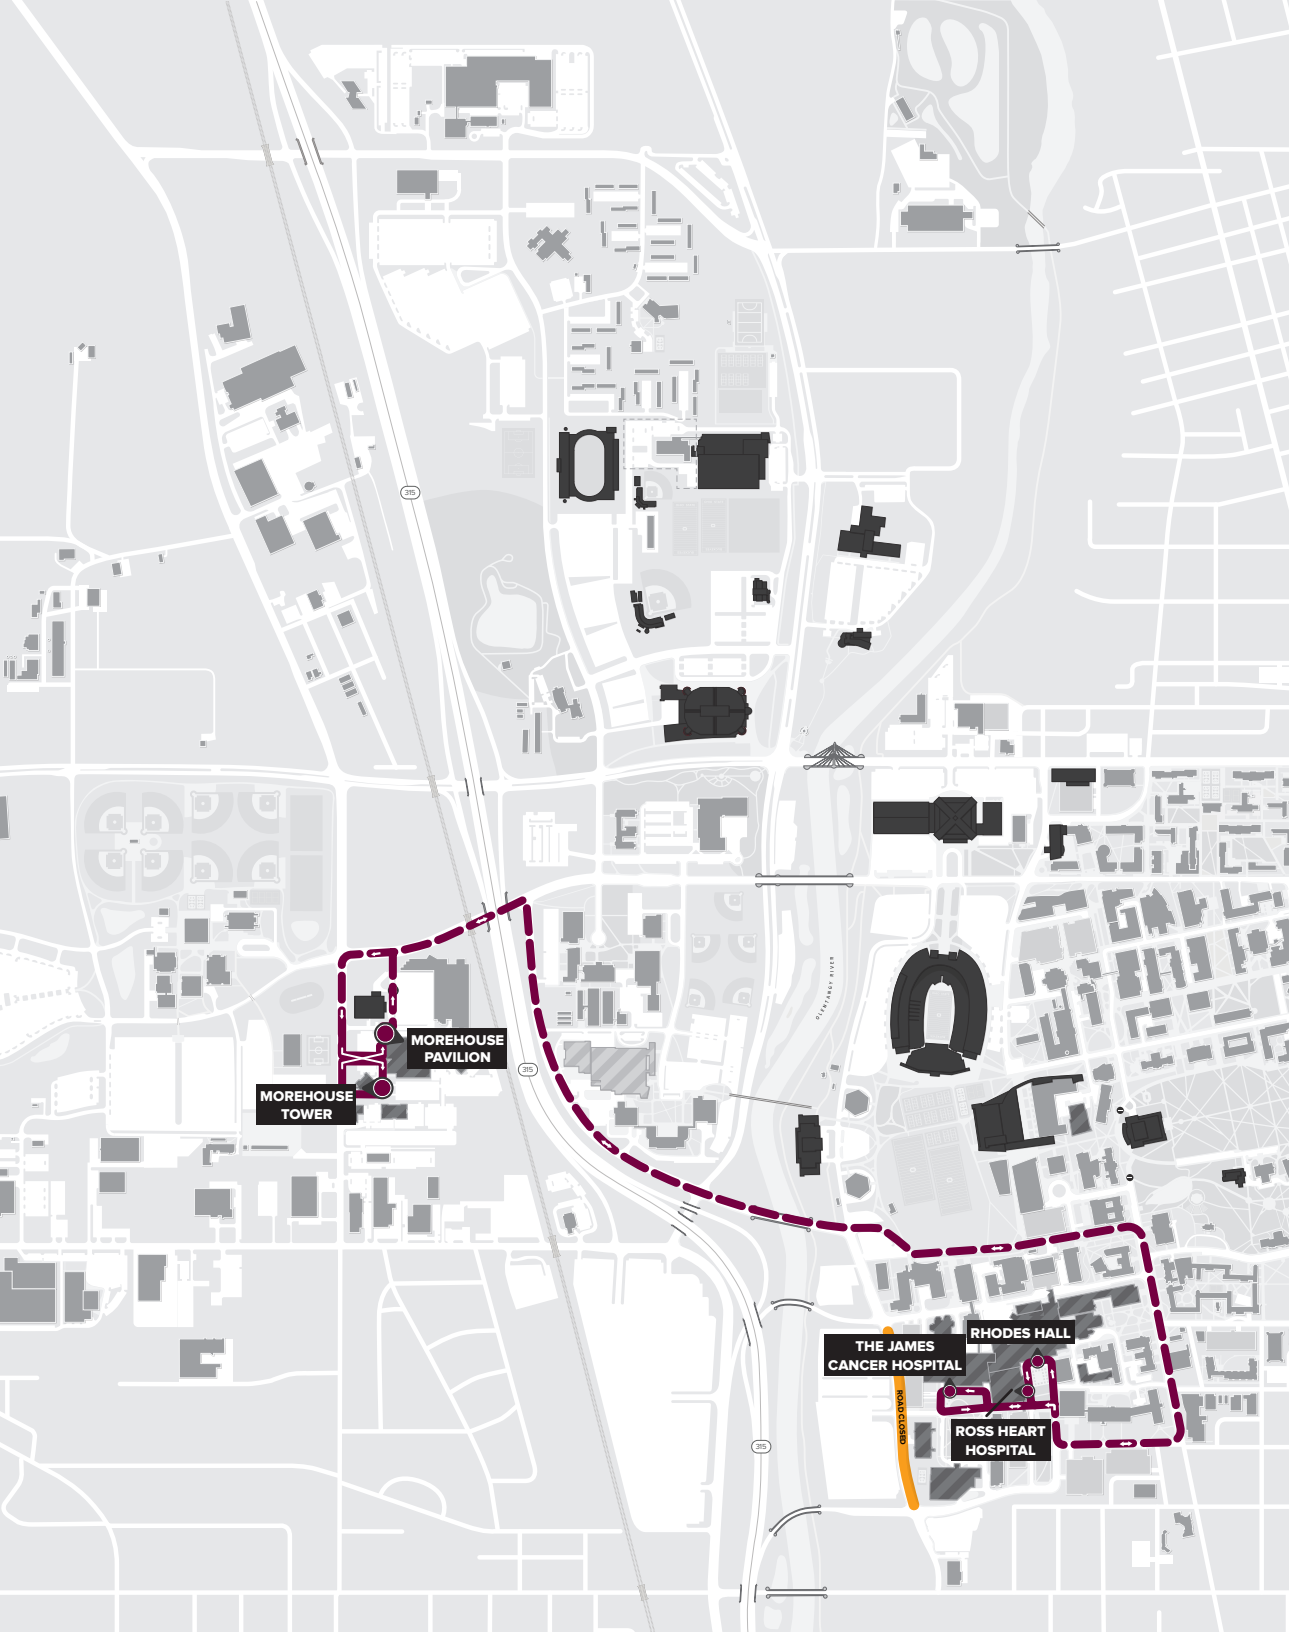 315
OLENTANGY RIVER
MOREHOUSE
PAVILION
315
MOREHOUSE
TOWER
RHODES HALL
THE JAMES
CANCER HOSPITAL
ROAD CLOSED
ROSS HEART
HOSPITAL
315